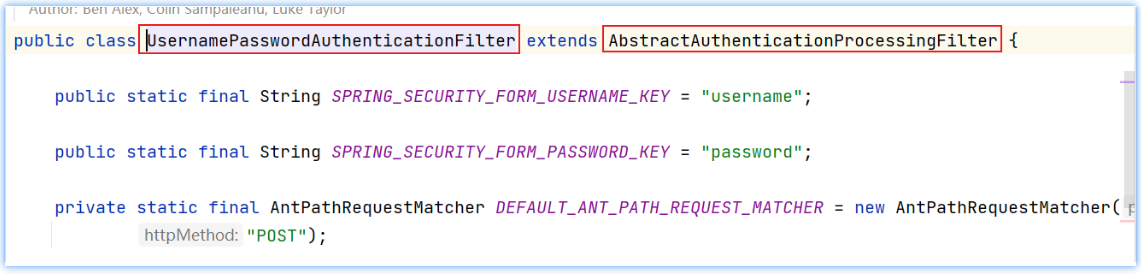 Author: Ben Alex, Colin Sampaleanu, Luke Taylor
public class UsernamePasswordAuthenticationFilter extends AbstractAuthenticationProcessingFilter {
public static final String SPRING_SECURITY_FORM_USERNAME_KEY = "username";
public static final String SPRING_SECURITY_FORM_PASSWORD_KEY = "password";
private static final AntPathRequestMatcher DEFAULT_ANT_PATH_REQUEST_MATCHER = new AntPathRequestMatcher(
httpMethod: "POST");